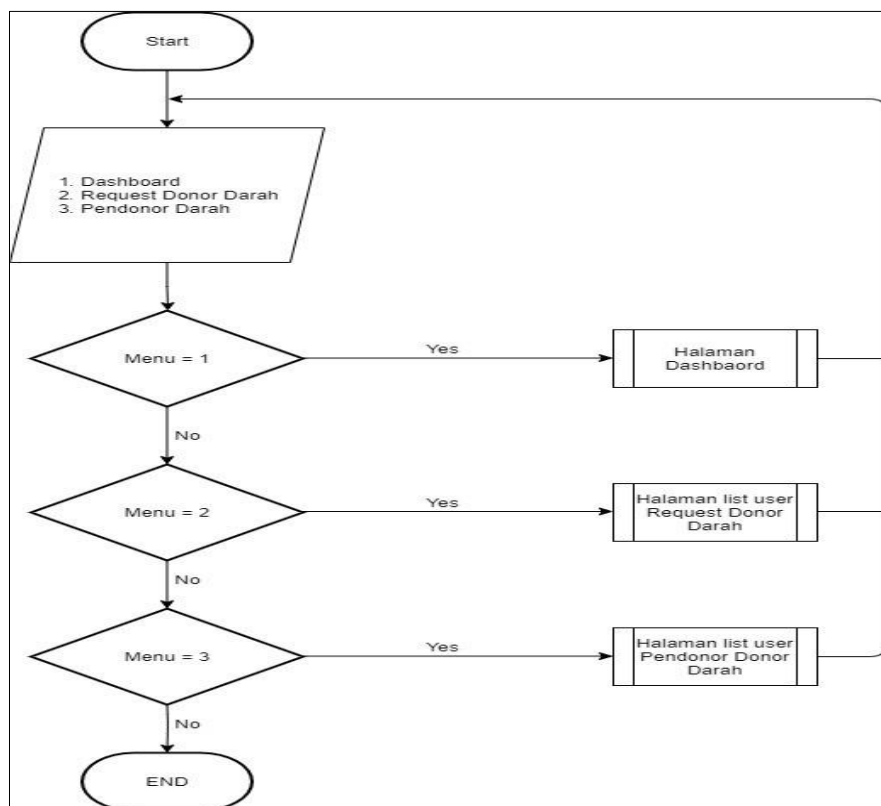 Start
1. Dashboard
2. Request Donor Darah
3. Pendonor Darah
Menu = 1
Yes
Halaman
Dashbaord
No
Menu = 2
Yes
Halaman list user
Request Donor
Darah
No
Menu = 3
Yes
Halaman list user
Pendonor Donor
Darah
No
END